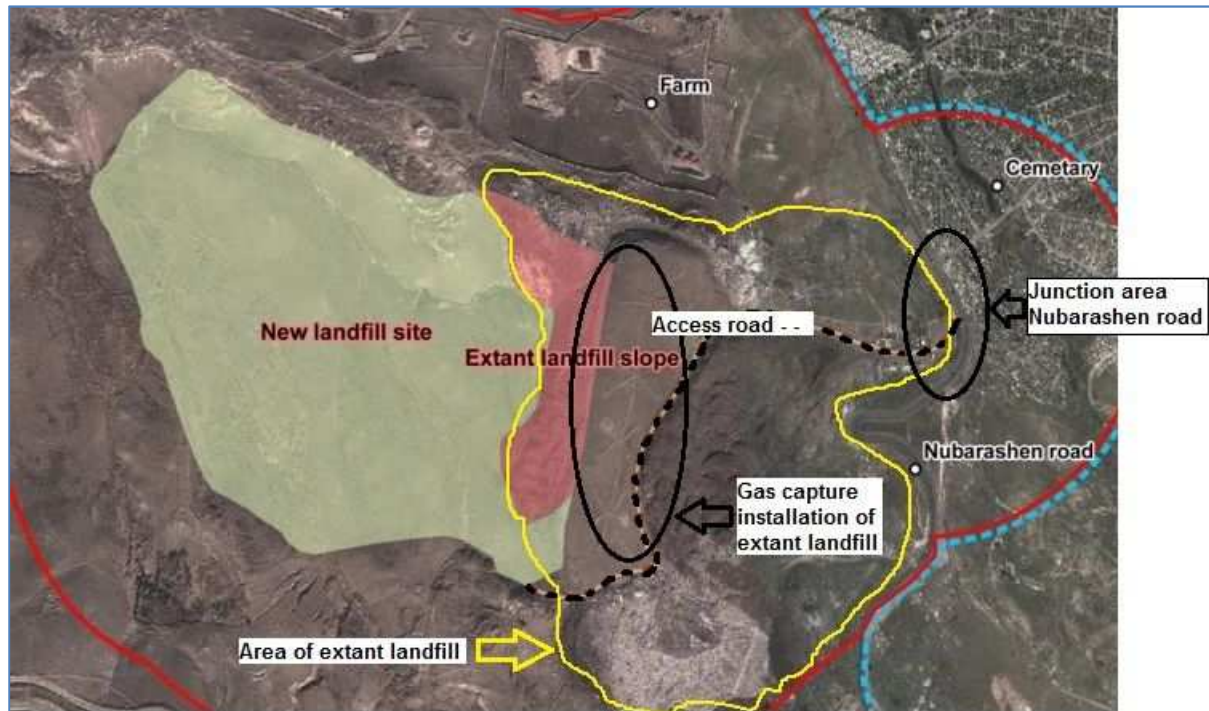 Farm
Cemetary
Junction area
Nubarashen road
Access road - -
New landfill site
Extant landfill slope
Nubarashen road
Gas capture
installation of
extant landfill
Area of extant landfill